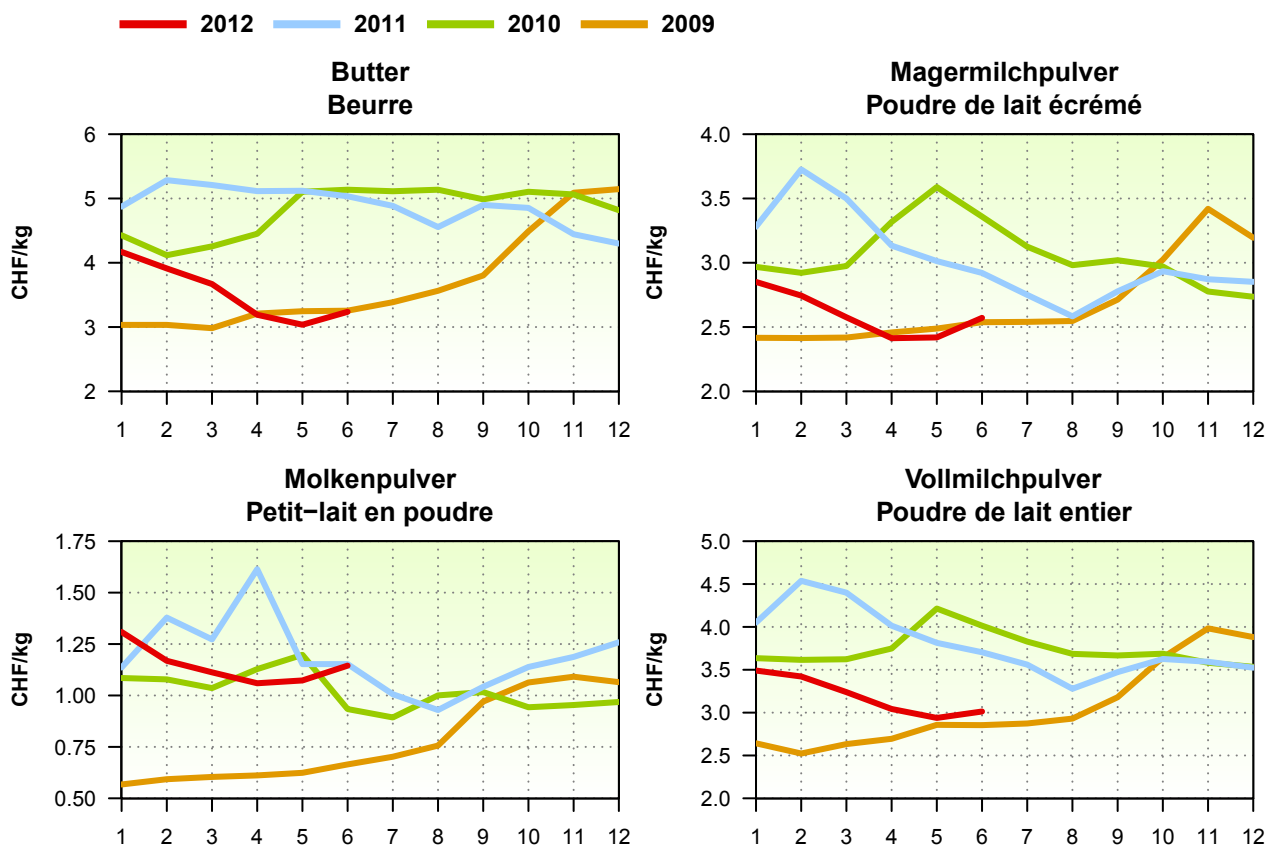 2012 2011 2010 2009
Butter
Beurre
CHF/kg
6
5
4
3
2
1 2 3 4 5 6 7 8 9 10 11 12
Magermilchpulver
Poudre de lait écrémé
CHF/kg
4.0
3.5
3.0
2.5
2.0
1 2 3 4 5 6 7 8 9 10 11 12
Molkenpulver
Petit−lait en poudre
CHF/kg
1.75
1.50
1.25
1.00
0.75
0.50
1 2 3 4 5 6 7 8 9 10 11 12
Vollmilchpulver
Poudre de lait entier
CHF/kg
5.0
4.5
4.0
3.5
3.0
2.5
2.0
1 2 3 4 5 6 7 8 9 10 11 12